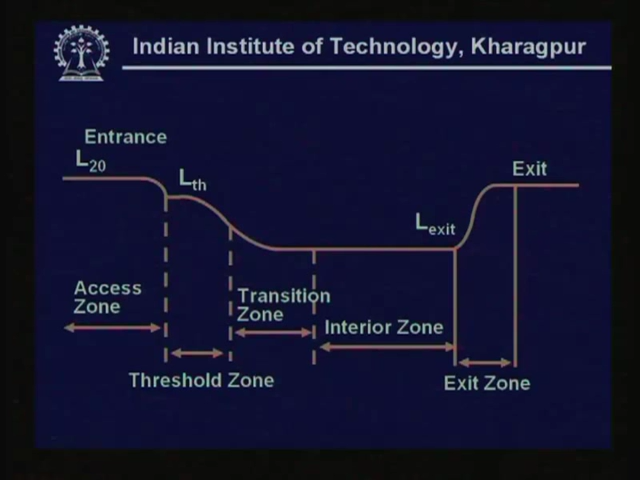 Indian Institute of Technology, Kharagpur
Entrance
L20
Lth
Exit
Lexit
Access
Zone
Transition
Zone
Interior Zone
Threshold Zone
Exit Zone